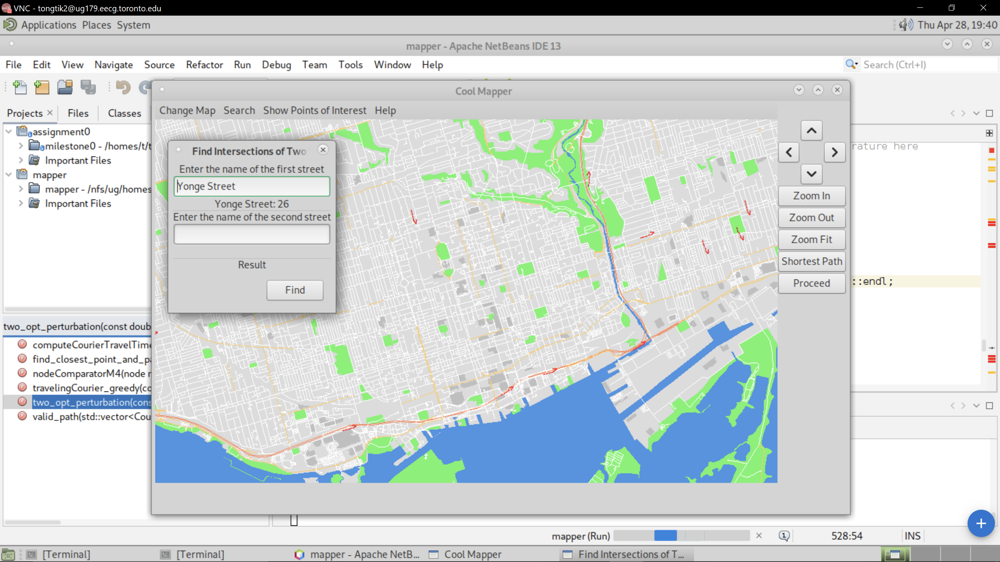 VNC - tongtik2@ug179.eecg.toronto.edu
Applications Places System
Thu Apr 28, 19:40
mapper - Apache NetBeans IDE 13
File Edit View Navigate Source Refactor Run Debug Team Tools Window Help
Search (Ctrl+I)
Cool Mapper
Projects Files Classes
Change Map Search Show Points of Interest Help
assignment0
milestone0 - /homes/t/t
Important Files
mapper
mapper - /nfs/ug/homes
Important Files
Find Intersections of Two
Enter the name of the first street
Yonge Street
Yonge Street: 26
Enter the name of the second street
Result
Find
Zoom In
Zoom Out
Zoom Fit
Shortest Path
Proceed
rature here
::endl;
two_opt_perturbation(const doub
computeCourierTravelTime
find_closest_point_and_pa
nodeComparatorM4(node r
travelingCourier_greedy(co
two_opt_perturbation(cons
valid_path(std::vector<Cou
mapper (Run)
1
528:54
INS
[Terminal]
[Terminal]
mapper - Apache NetB...
Cool Mapper
Find Intersections of T...